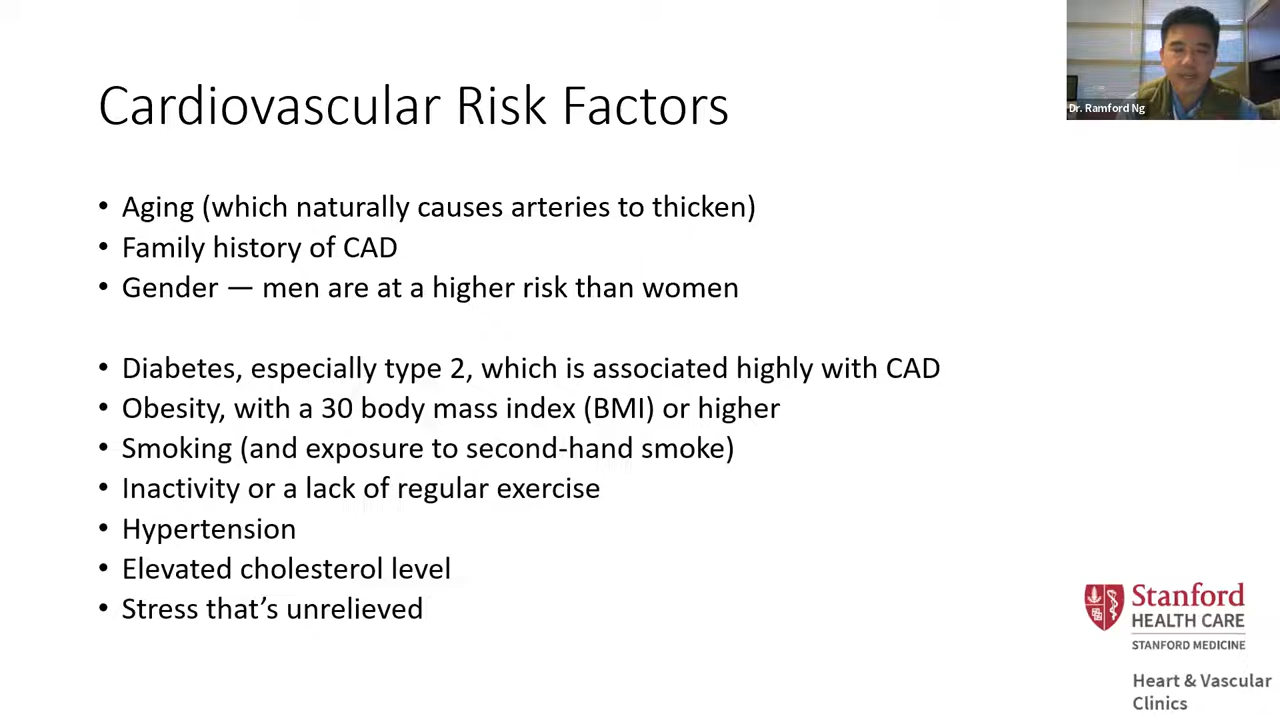 Cardiovascular Risk Factors
Dr. Ramford Ng
• Aging (which naturally causes arteries to thicken)
• Family history of CAD
• Gender — men are at a higher risk than women
• Diabetes, especially type 2, which is associated highly with CAD
• Obesity, with a 30 body mass index (BMI) or higher
• Smoking (and exposure to second-hand smoke)
• Inactivity or a lack of regular exercise
• Hypertension
• Elevated cholesterol level
• Stress that’s unrelieved
Stanford
HEALTH CARE
STANFORD MEDICINE
Heart & Vascular
Clinics